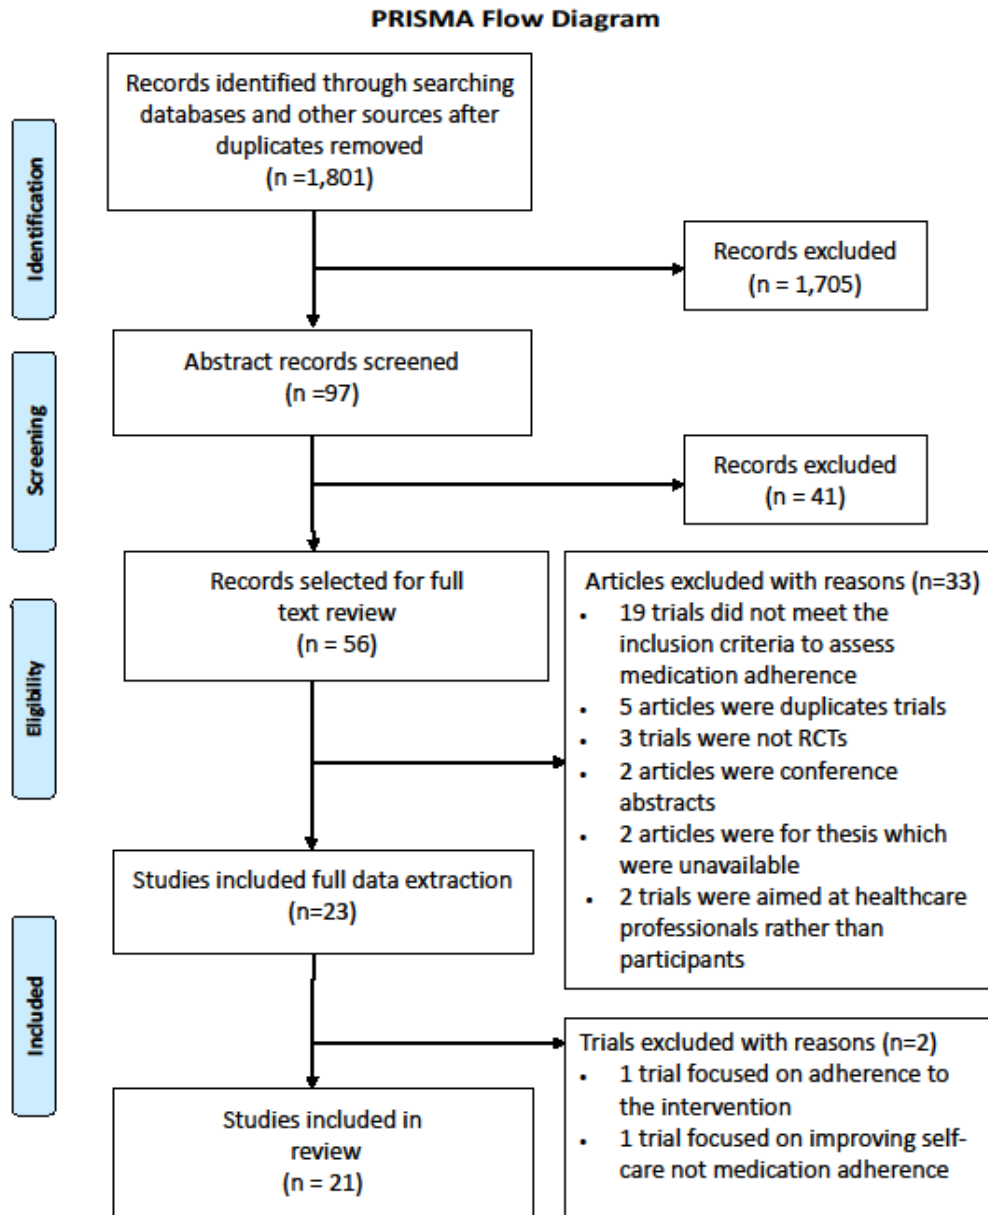 PRISMA Flow Diagram
Identification
Records identified through searching
databases and other sources after
duplicates removed
(n =1,801)
Records excluded
(n = 1,705)
Screening
Abstract records screened
(n =97)
Records excluded
(n = 41)
Eligibility
Records selected for full
text review
(n = 56)
Articles excluded with reasons (n=33)
• 19 trials did not meet the
inclusion criteria to assess
medication adherence
• 5 articles were duplicates trials
• 3 trials were not RCTs
• 2 articles were conference
abstracts
• 2 articles were for thesis which
were unavailable
• 2 trials were aimed at healthcare
professionals rather than
participants
Studies included full data extraction
(n=23)
Included
Trials excluded with reasons (n=2)
• 1 trial focused on adherence to
the intervention
• 1 trial focused on improving self-
care not medication adherence
Studies included in
review
(n = 21)